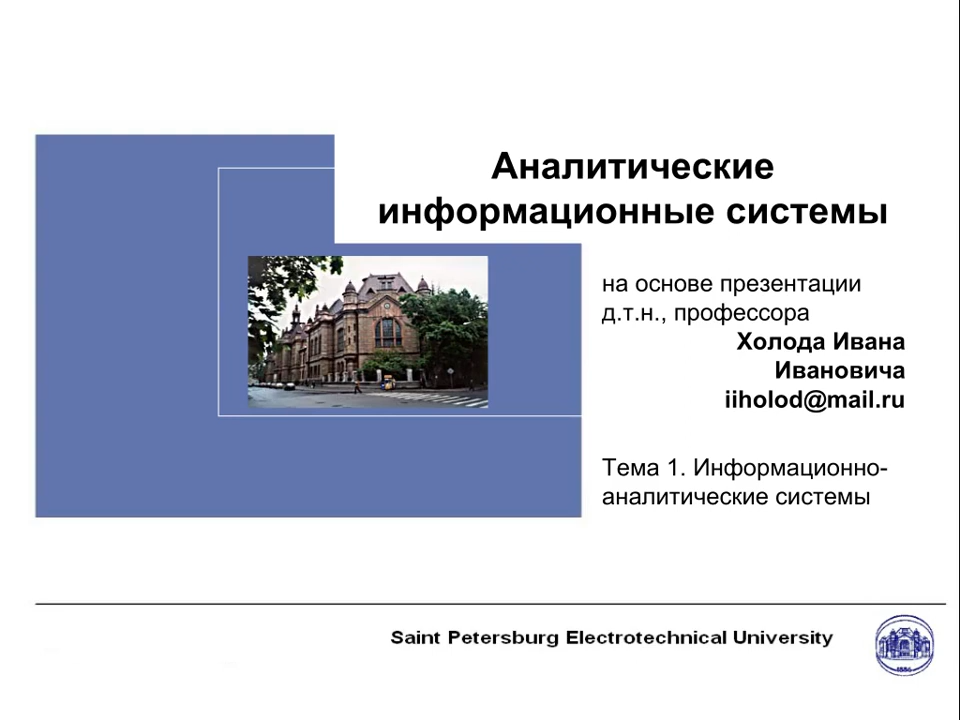 Аналитические
информационные системы
на основе презентации
д.т.н., профессора
Холода Ивана
Ивановича
iiholod@mail.ru
Тема 1. Информационно-
аналитические системы
Saint Petersburg Electrotechnical University
1886